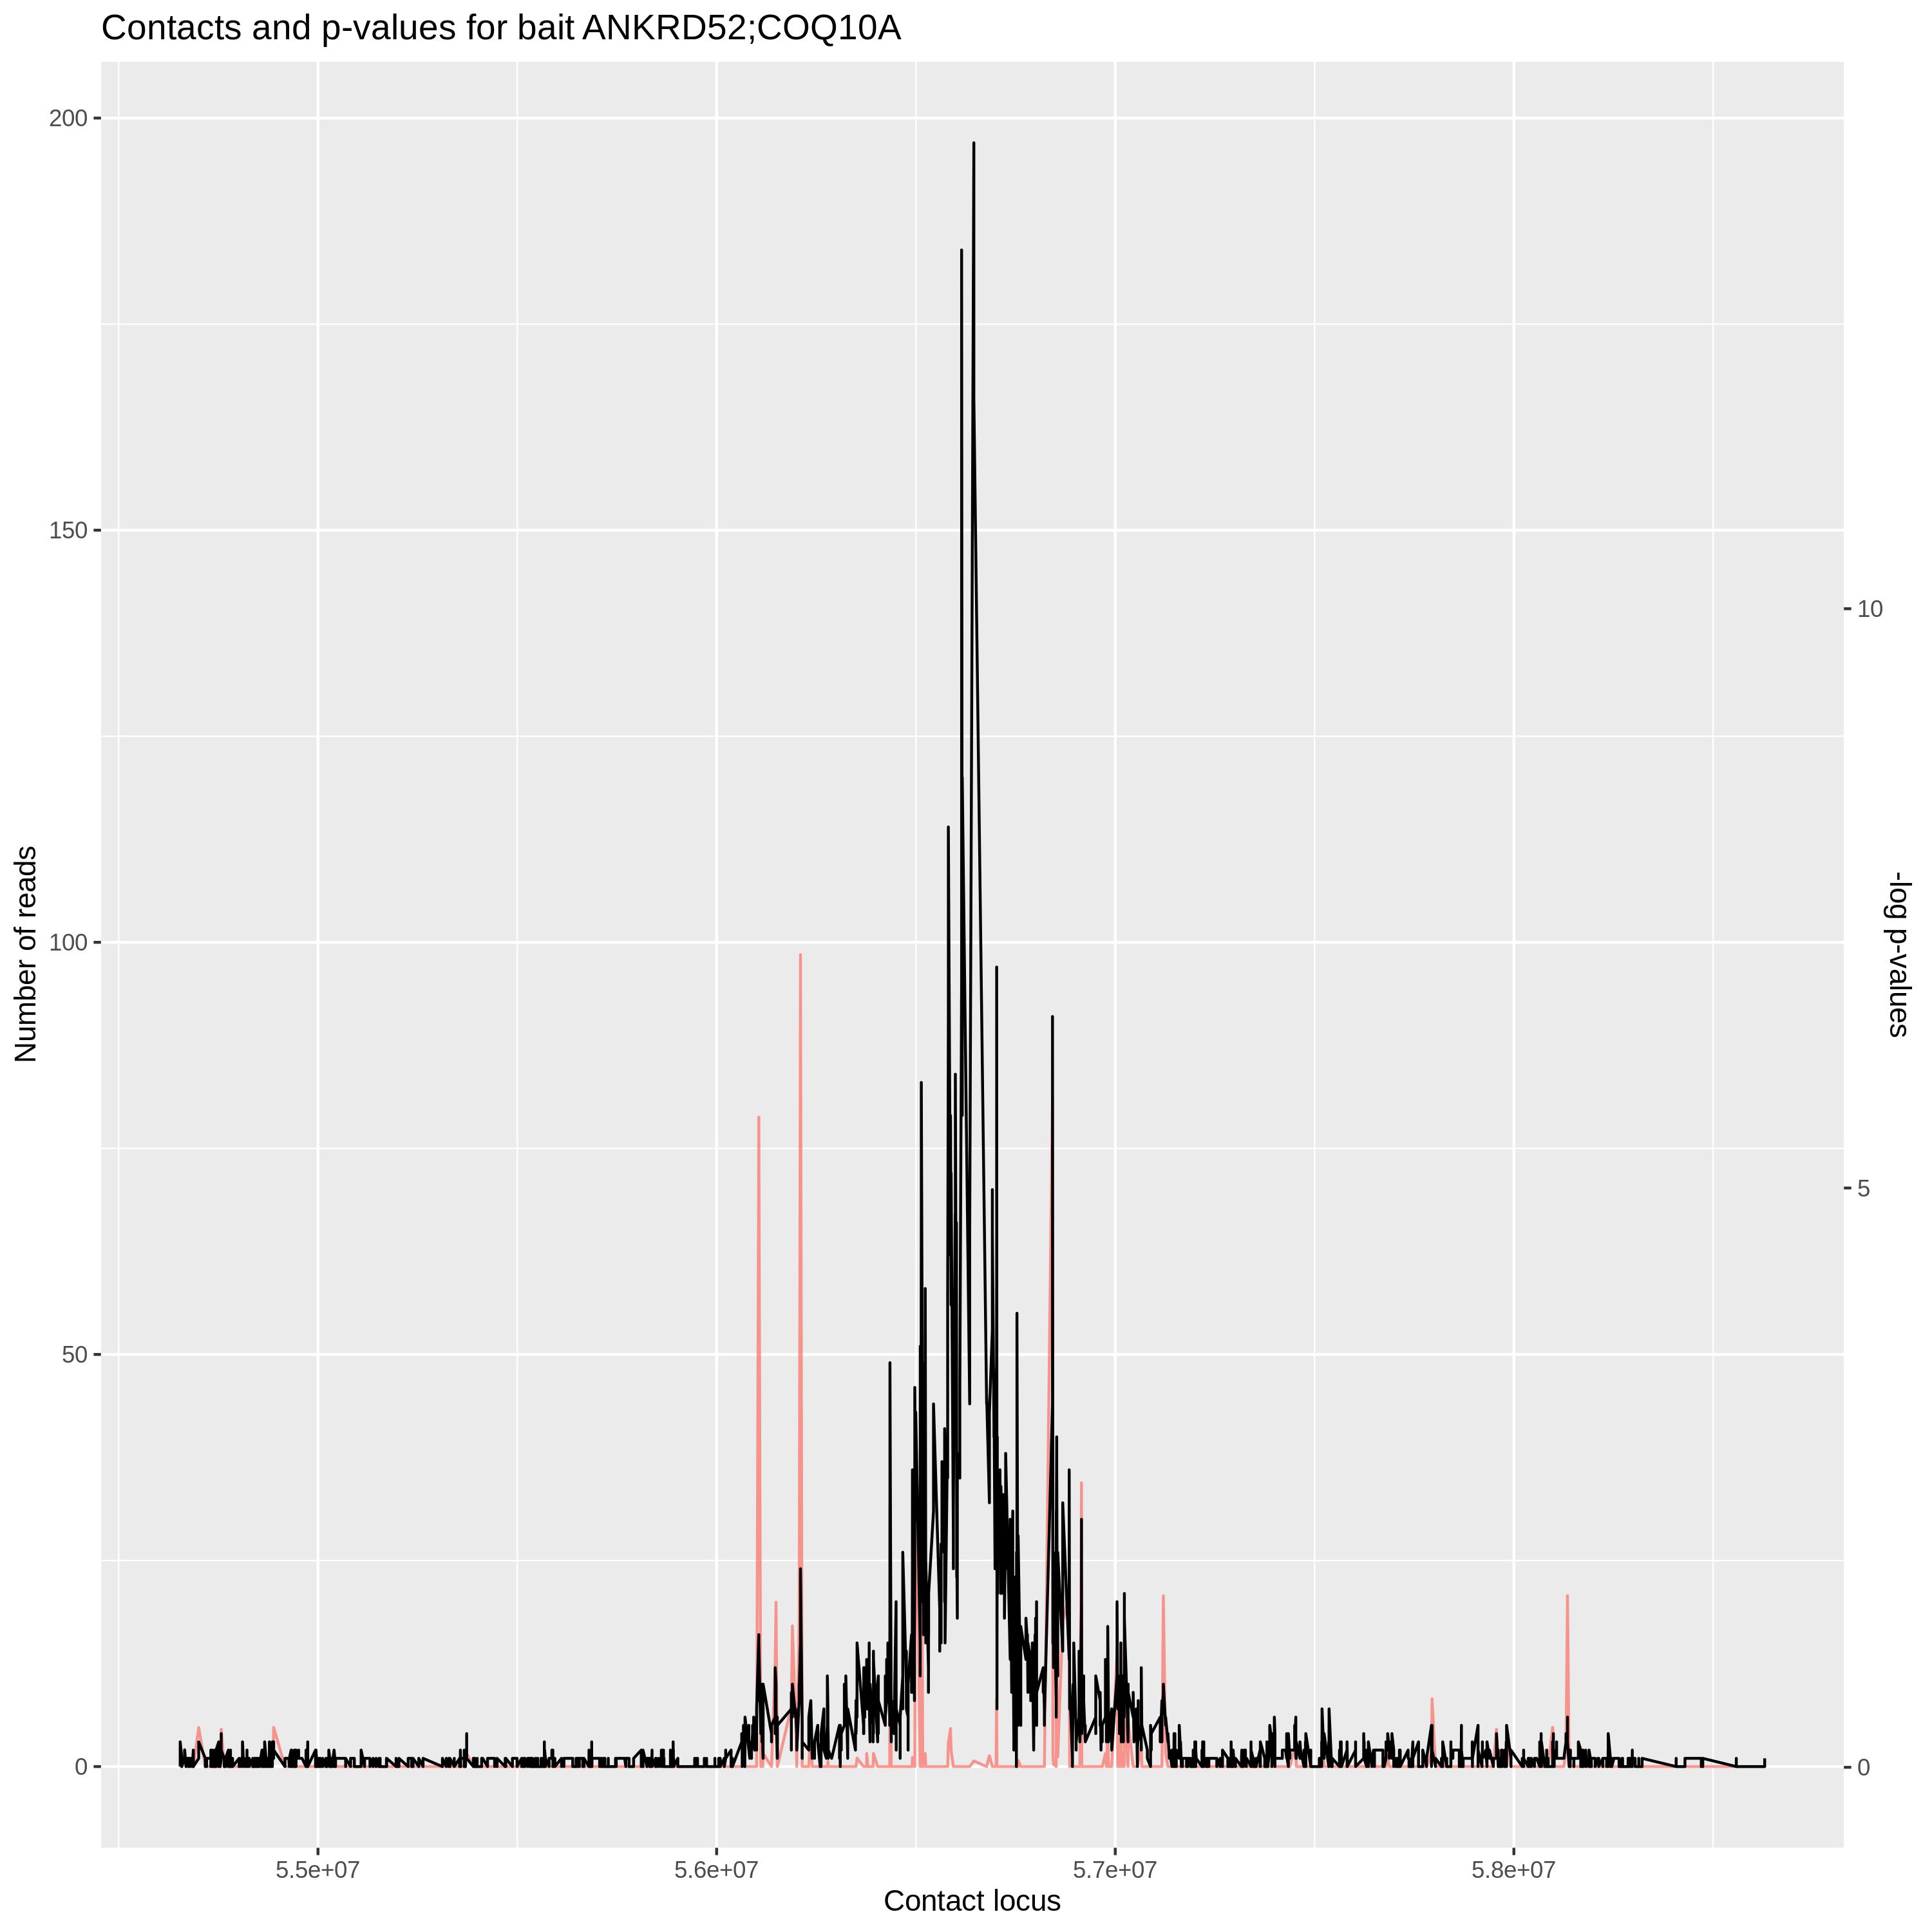 Contacts and p-values for bait ANKRD52;COQ10A
200
150
100
50
0
Number of reads
10
5
0
-log p-values
5.5e+07
5.6e+07
5.7e+07
5.8e+07
Contact locus